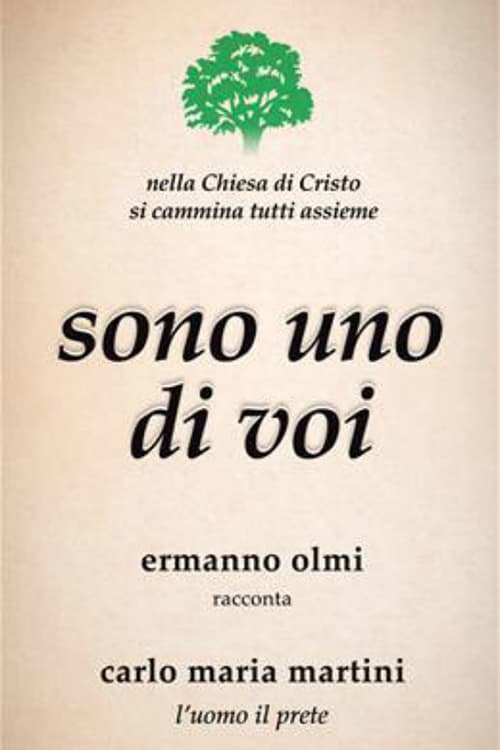 nella Chiesa di Cristo
si cammina tutti assieme
sono uno
di voi
ermanno olmi
racconta
carlo maria martini
l'uomo il prete